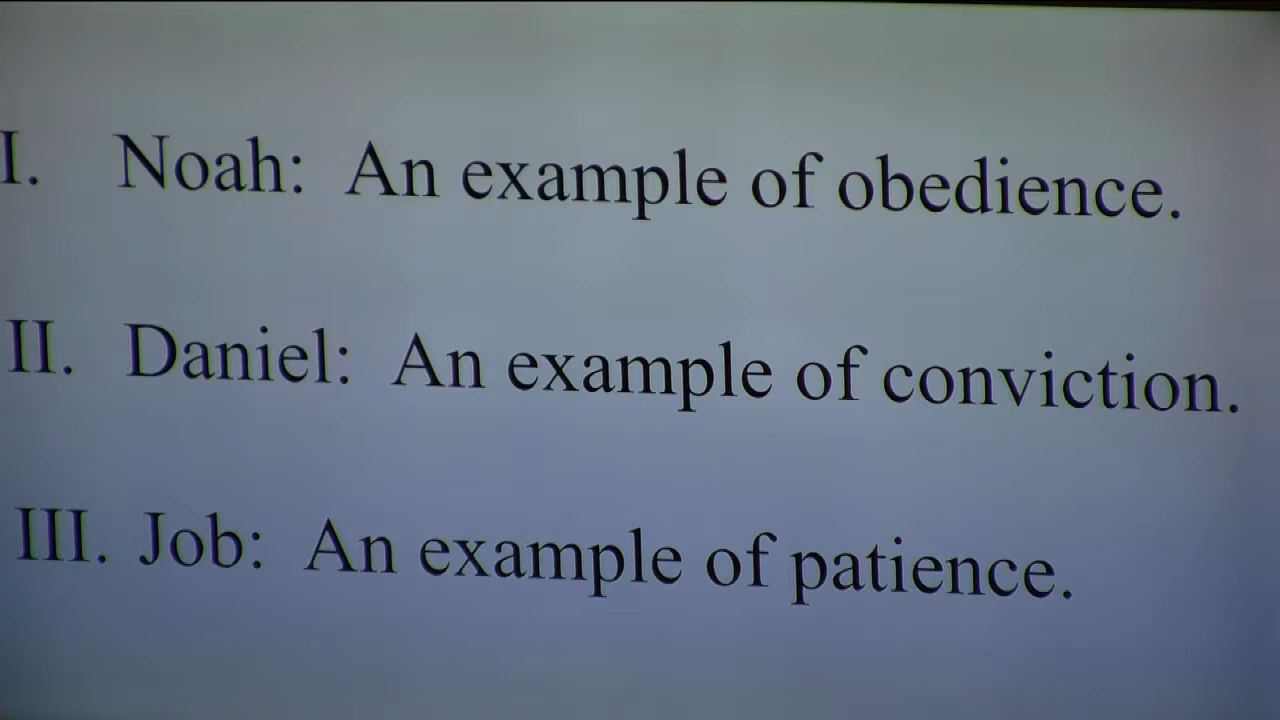 I. Noah: An example of obedience.
II. Daniel: An example of conviction.
III. Job: An example of patience.